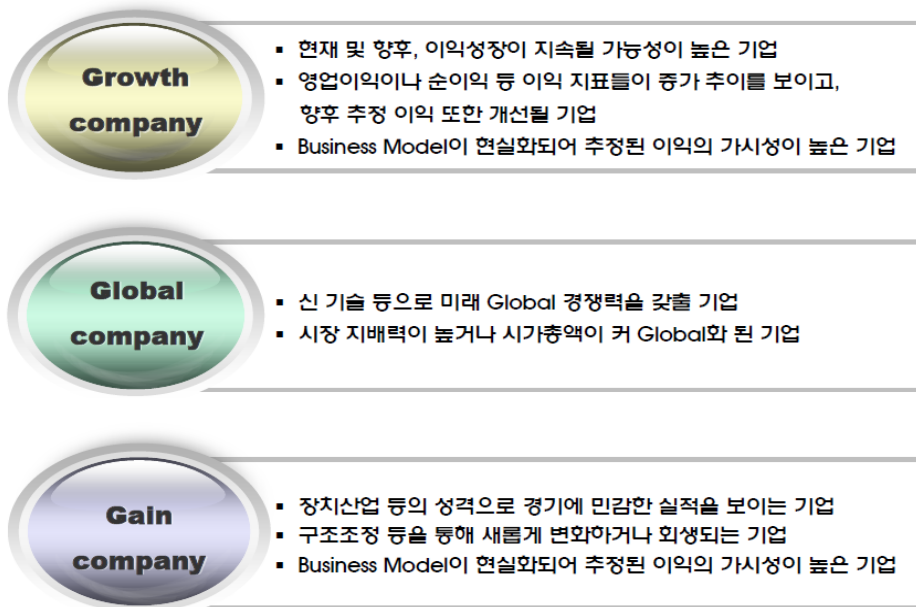 Growth
company
▪ 현재 및 향후, 이익성장이 지속될 가능성이 높은 기업
▪ 영업이익이나 순이익 등 이익 지표들이 증가 추이를 보이고,
향후 추정 이익 또한 개선될 기업
▪ Business Model이 현실화되어 추정된 이익의 가시성이 높은 기업
Global
company
▪ 신 기술 등으로 미래 Global 경쟁력을 갖출 기업
▪ 시장 지배력이 높거나 시가총액이 커 Global화 된 기업
Gain
company
▪ 장치산업 등의 성격으로 경기에 민감한 실적을 보이는 기업
▪ 구조조정 등을 통해 새롭게 변화하거나 회생되는 기업
▪ Business Model이 현실화되어 추정된 이익의 가시성이 높은 기업